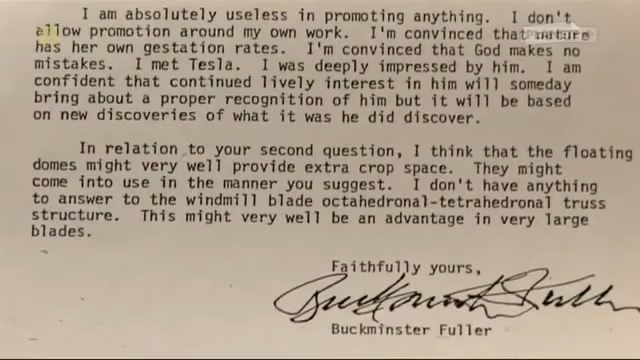 I am absolutely useless in promoting anything. I don't
allow promotion around my own work. I'm convinced that nature
has her own gestation rates. I'm convinced that God makes no
mistakes. I met Tesla. I was deeply impressed by him. I am
confident that continued lively interest in him will someday
bring about a proper recognition of him but it will be based
on new discoveries of what it was he did discover.
In relation to your second question, I think that the floating
domes might very well provide extra crop space. They might
come into use in the manner you suggest. I don't have anything
to answer to the windmill blade octahedronal-tetrahedronal truss
structure. This might very well be an advantage in very large
blades.
Faithfully yours,
Buckminster Fuller
Buckminster Fuller